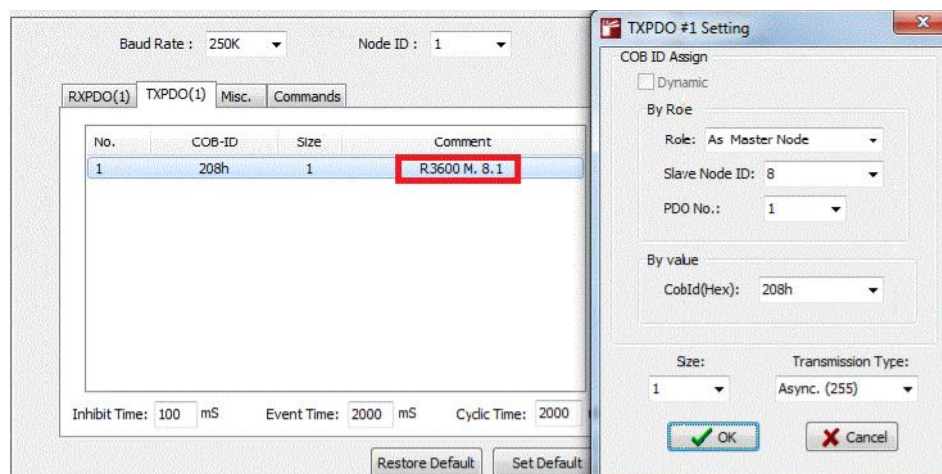 Baud Rate : 250K
Node ID : 1
RXPDO(1) TXPDO(1) Misc. Commands
No. COB-ID Size Comment
1 208h 1 R3600 M. 8.1
Inhibit Time: 100 mS Event Time: 2000 mS Cyclic Time: 2000
Restore Default Set Default
TXPDO #1 Setting
COB ID Assign
Dynamic
By Roe
Role: As Master Node
Slave Node ID: 8
PDO No.: 1
By value
CobId(Hex): 208h
Size: Transmission Type:
1 Async. (255)
OK Cancel